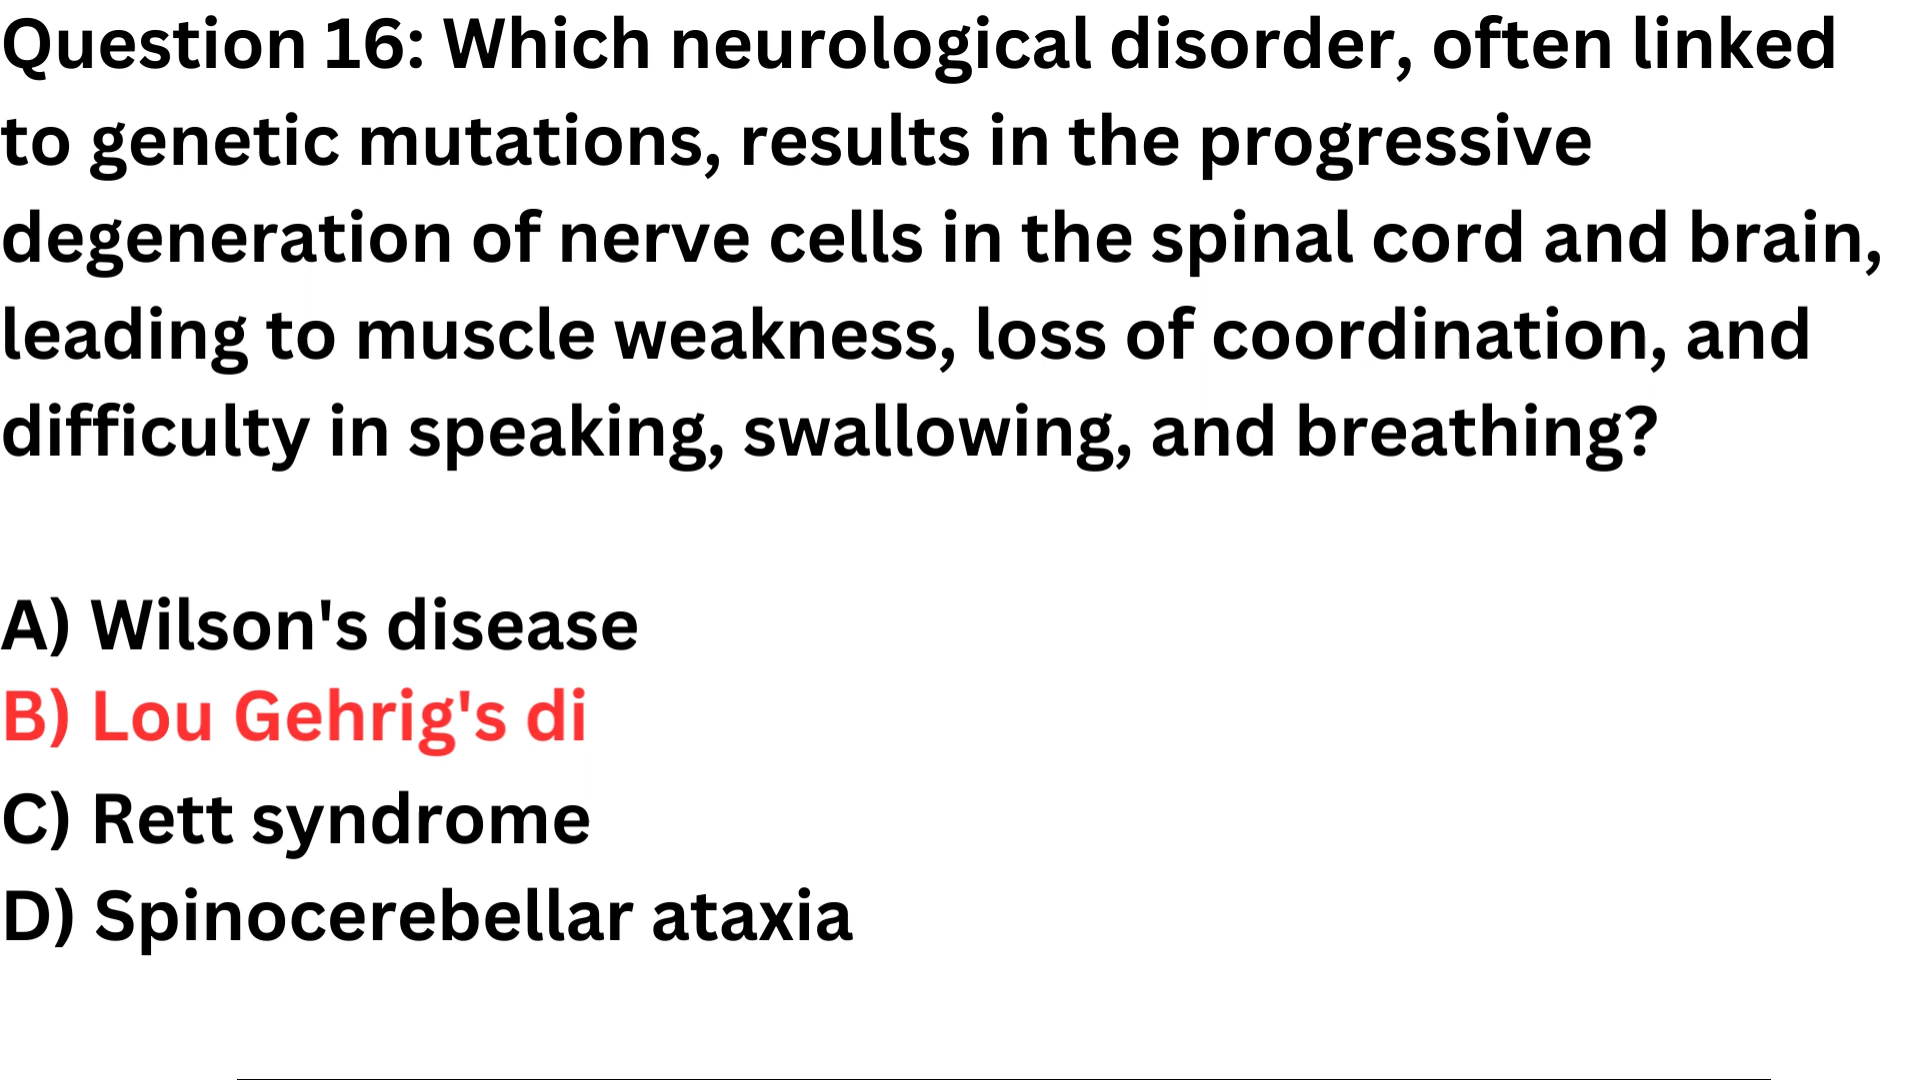 Question 16: Which neurological disorder, often linked
to genetic mutations, results in the progressive
degeneration of nerve cells in the spinal cord and brain,
leading to muscle weakness, loss of coordination, and
difficulty in speaking, swallowing, and breathing?
A) Wilson's disease
B) Lou Gehrig's di
C) Rett syndrome
D) Spinocerebellar ataxia